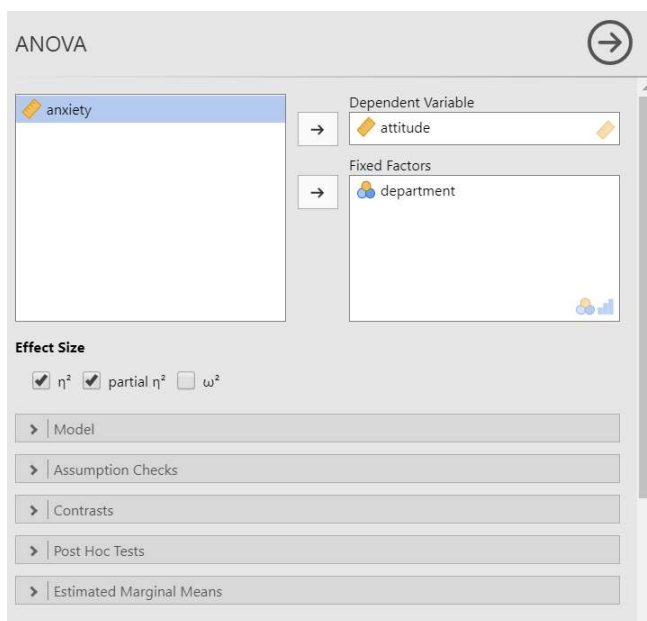 ANOVA
anxiety
Dependent Variable
attitude
Fixed Factors
department
Effect Size
η² partial η² ω²
Model
Assumption Checks
Contrasts
Post Hoc Tests
Estimated Marginal Means